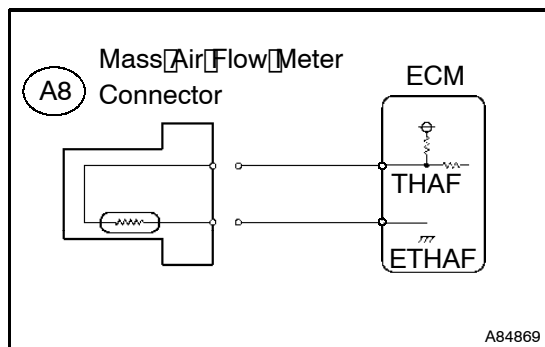 Mass Air Flow Meter
A8
Connector
ECM
THAF
ETHAF
A84869